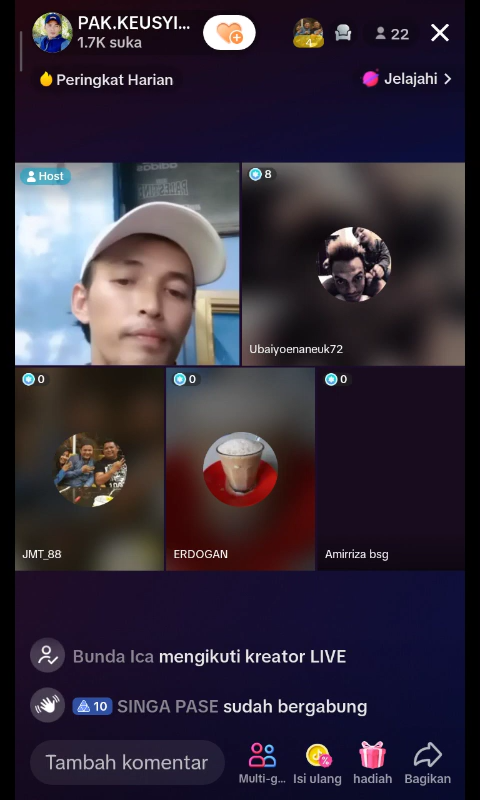 PAK.KEUSYI...
1.7K suka
4
22
Peringkat Harian
Jelajahi
Host
8
Ubaiyoenaneuk72
0
0
0
JMT_88
ERDOGAN
Amirriza bsg
Bunda Ica mengikuti kreator LIVE
10 SINGA PASE sudah bergabung
Tambah komentar
Multi-g...
Isi ulang
hadiah
Bagikan